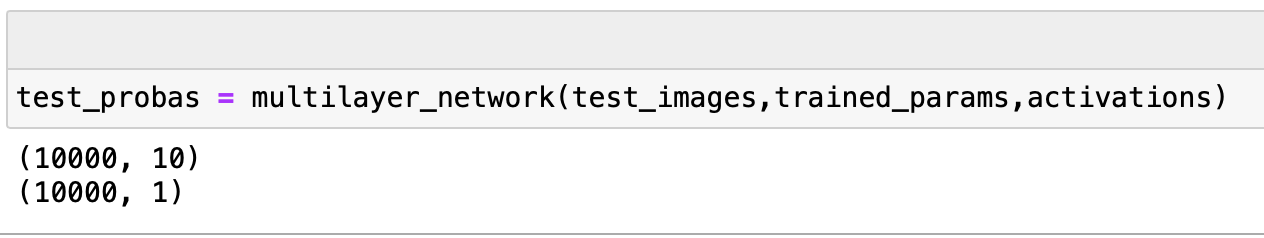 test_probas = multilayer_network(test_images,trained_params,activations)
(10000, 10)
(10000, 1)